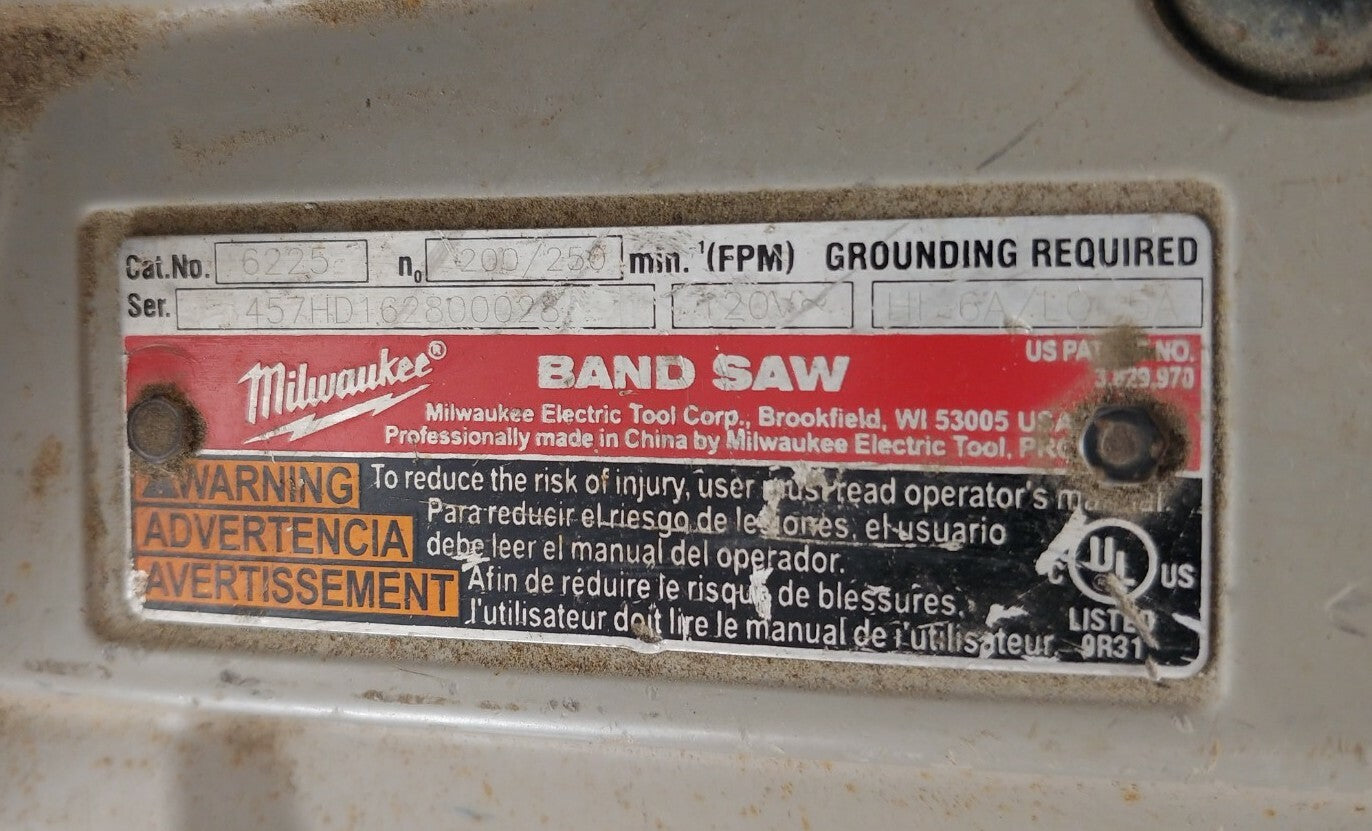 Cat.No. 6225 n₀ 200/250 min.⁻¹(FPM) GROUNDING REQUIRED
Ser. 120V
Milwaukee® BAND SAW US NO.
Milwaukee Electric Tool Corp., Brookfield, WI 53005
Professionally made in China by Milwaukee Electric Tool,
WARNING To reduce the risk of injury, user must read operator's
ADVERTENCIA Para reducir el riesgo de lesiones, el usuario
debe leer el manual del operador.
AVERTISSEMENT Afin de réduire le risque de blessures,
l'utilisateur doit lire le manual de l'utilisateur.
C UL ® US
LISTED
9R31